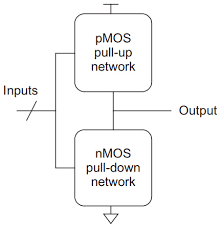 pMOS
pull-up
network
Inputs
Output
nMOS
pull-down
network